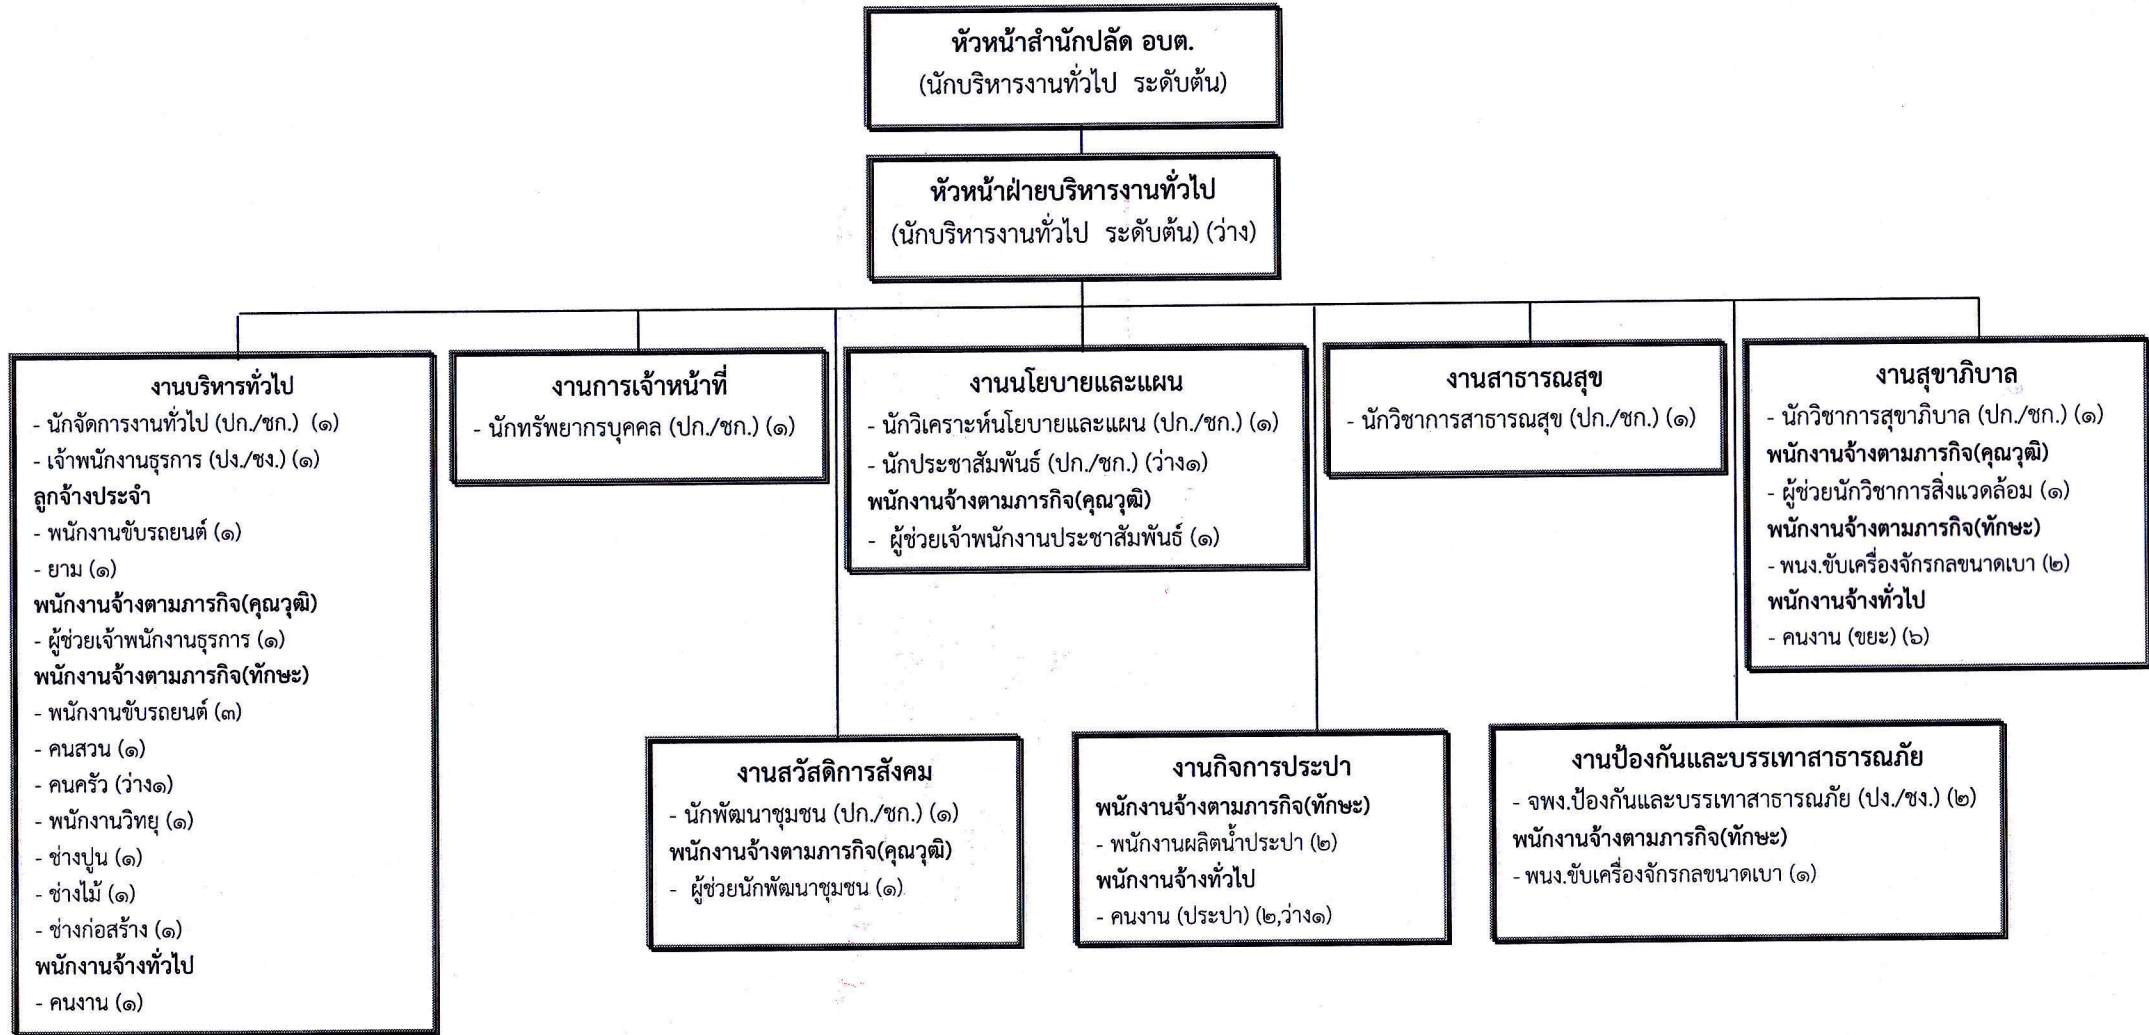 หัวหน้าสำนักปลัด อบต.
(นักบริหารงานทั่วไป ระดับต้น)
หัวหน้าฝ่ายบริหารงานทั่วไป
(นักบริหารงานทั่วไป ระดับต้น) (ว่าง)
งานบริหารทั่วไป
- นักจัดการงานทั่วไป (ปก./ชก.) (๑)
- เจ้าพนักงานธุรการ (ปง./ชง.) (๑)
ลูกจ้างประจำ
- พนักงานขับรถยนต์ (๑)
- ยาม (๑)
พนักงานจ้างตามภารกิจ(คุณวุฒิ)
- ผู้ช่วยเจ้าพนักงานธุรการ (๑)
พนักงานจ้างตามภารกิจ(ทักษะ)
- พนักงานขับรถยนต์ (๓)
- คนสวน (๑)
- คนครัว (ว่าง๑)
- พนักงานวิทยุ (๑)
- ช่างปูน (๑)
- ช่างไม้ (๑)
- ช่างก่อสร้าง (๑)
พนักงานจ้างทั่วไป
- คนงาน (๑)
งานการเจ้าหน้าที่
- นักทรัพยากรบุคคล (ปก./ชก.) (๑)
งานนโยบายและแผน
- นักวิเคราะห์นโยบายและแผน (ปก./ชก.) (๑)
- นักประชาสัมพันธ์ (ปก./ชก.) (ว่าง๑)
พนักงานจ้างตามภารกิจ(คุณวุฒิ)
- ผู้ช่วยเจ้าพนักงานประชาสัมพันธ์ (๑)
งานสาธารณสุข
- นักวิชาการสาธารณสุข (ปก./ชก.) (๑)
งานสุขาภิบาล
- นักวิชาการสุขาภิบาล (ปก./ชก.) (๑)
พนักงานจ้างตามภารกิจ(คุณวุฒิ)
- ผู้ช่วยนักวิชาการสิ่งแวดล้อม (๑)
พนักงานจ้างตามภารกิจ(ทักษะ)
- พนง.ขับเครื่องจักรกลขนาดเบา (๒)
พนักงานจ้างทั่วไป
- คนงาน (ขยะ) (๖)
งานสวัสดิการสังคม
- นักพัฒนาชุมชน (ปก./ชก.) (๑)
พนักงานจ้างตามภารกิจ(คุณวุฒิ)
- ผู้ช่วยนักพัฒนาชุมชน (๑)
งานกิจการประปา
พนักงานจ้างตามภารกิจ(ทักษะ)
- พนักงานผลิตน้ำประปา (๒)
พนักงานจ้างทั่วไป
- คนงาน (ประปา) (๒,ว่าง๑)
งานป้องกันและบรรเทาสาธารณภัย
- จพง.ป้องกันและบรรเทาสาธารณภัย (ปง./ชง.) (๒)
พนักงานจ้างตามภารกิจ(ทักษะ)
- พนง.ขับเครื่องจักรกลขนาดเบา (๑)